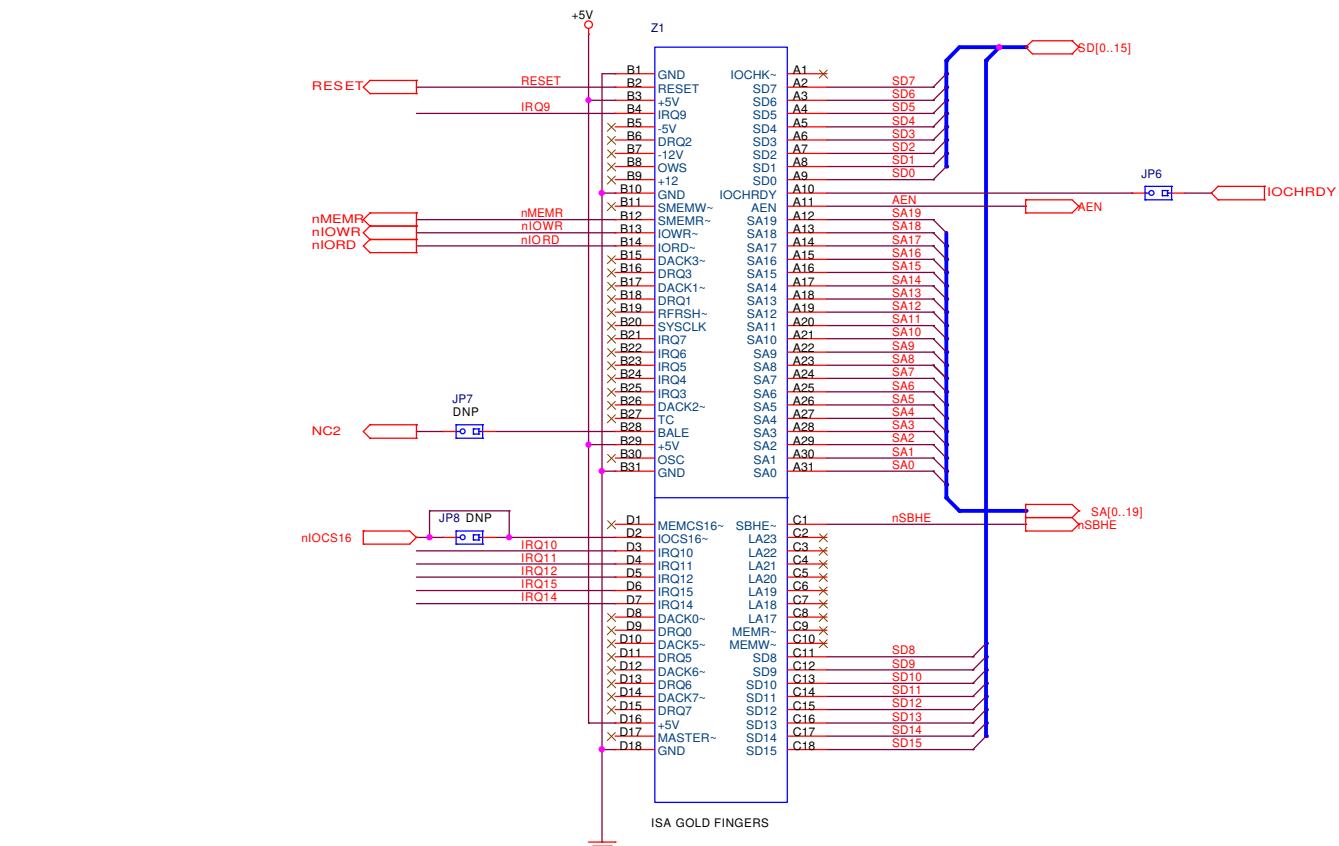 +5V
Z1
SD[0..15]
B1 GND IOCHK~ A1
RESET RESET B2 RESET SD7 A2 SD7
B3 +5V SD6 A3 SD6
IRQ9 B4 IRQ9 SD5 A4 SD5
B5 -5V SD4 A5 SD4
B6 DRQ2 SD3 A6 SD3
B7 -12V SD2 A7 SD2
B8 OWS SD1 A8 SD1
B9 +12 SD0 A9 SD0
JP6
B10 GND IOCHRDY A10 IOCHRDY
B11 SMEMW~ AEN A11 AEN AEN
nMEMR nMEMR B12 SMEMR~ SA19 A12 SA19
nIOWR nIOWR B13 IOWR~ SA18 A13 SA18
nIORD nIORD B14 IORD~ SA17 A14 SA17
B15 DACK3~ SA16 A15 SA16
B16 DRQ3 SA15 A16 SA15
B17 DACK1~ SA14 A17 SA14
B18 DRQ1 SA13 A18 SA13
B19 RFRSH~ SA12 A19 SA12
B20 SYSCLK SA11 A20 SA11
B21 IRQ7 SA10 A21 SA10
B22 IRQ6 SA9 A22 SA9
B23 IRQ5 SA8 A23 SA8
B24 IRQ4 SA7 A24 SA7
B25 IRQ3 SA6 A25 SA6
JP7
B26 DACK2~ SA5 A26 SA5
DNP
B27 TC SA4 A27 SA4
NC2 B28 BALE SA3 A28 SA3
B29 +5V SA2 A29 SA2
B30 OSC SA1 A30 SA1
B31 GND SA0 A31 SA0
SA[0..19]
JP8 DNP
D1 MEMCS16~ SBHE~ C1 nSBHE nSBHE
nIOCS16 D2 IOCS16~ LA23 C2
IRQ10 D3 IRQ10 LA22 C3
IRQ11 D4 IRQ11 LA21 C4
IRQ12 D5 IRQ12 LA20 C5
IRQ15 D6 IRQ15 LA19 C6
IRQ14 D7 IRQ14 LA18 C7
D8 DACK0~ LA17 C8
D9 DRQ0 MEMR~ C9
D10 DACK5~ MEMW~ C10
D11 DRQ5 SD8 C11 SD8
D12 DACK6~ SD9 C12 SD9
D13 DRQ6 SD10 C13 SD10
D14 DACK7~ SD11 C14 SD11
D15 DRQ7 SD12 C15 SD12
D16 +5V SD13 C16 SD13
D17 MASTER~ SD14 C17 SD14
D18 GND SD15 C18 SD15
ISA GOLD FINGERS